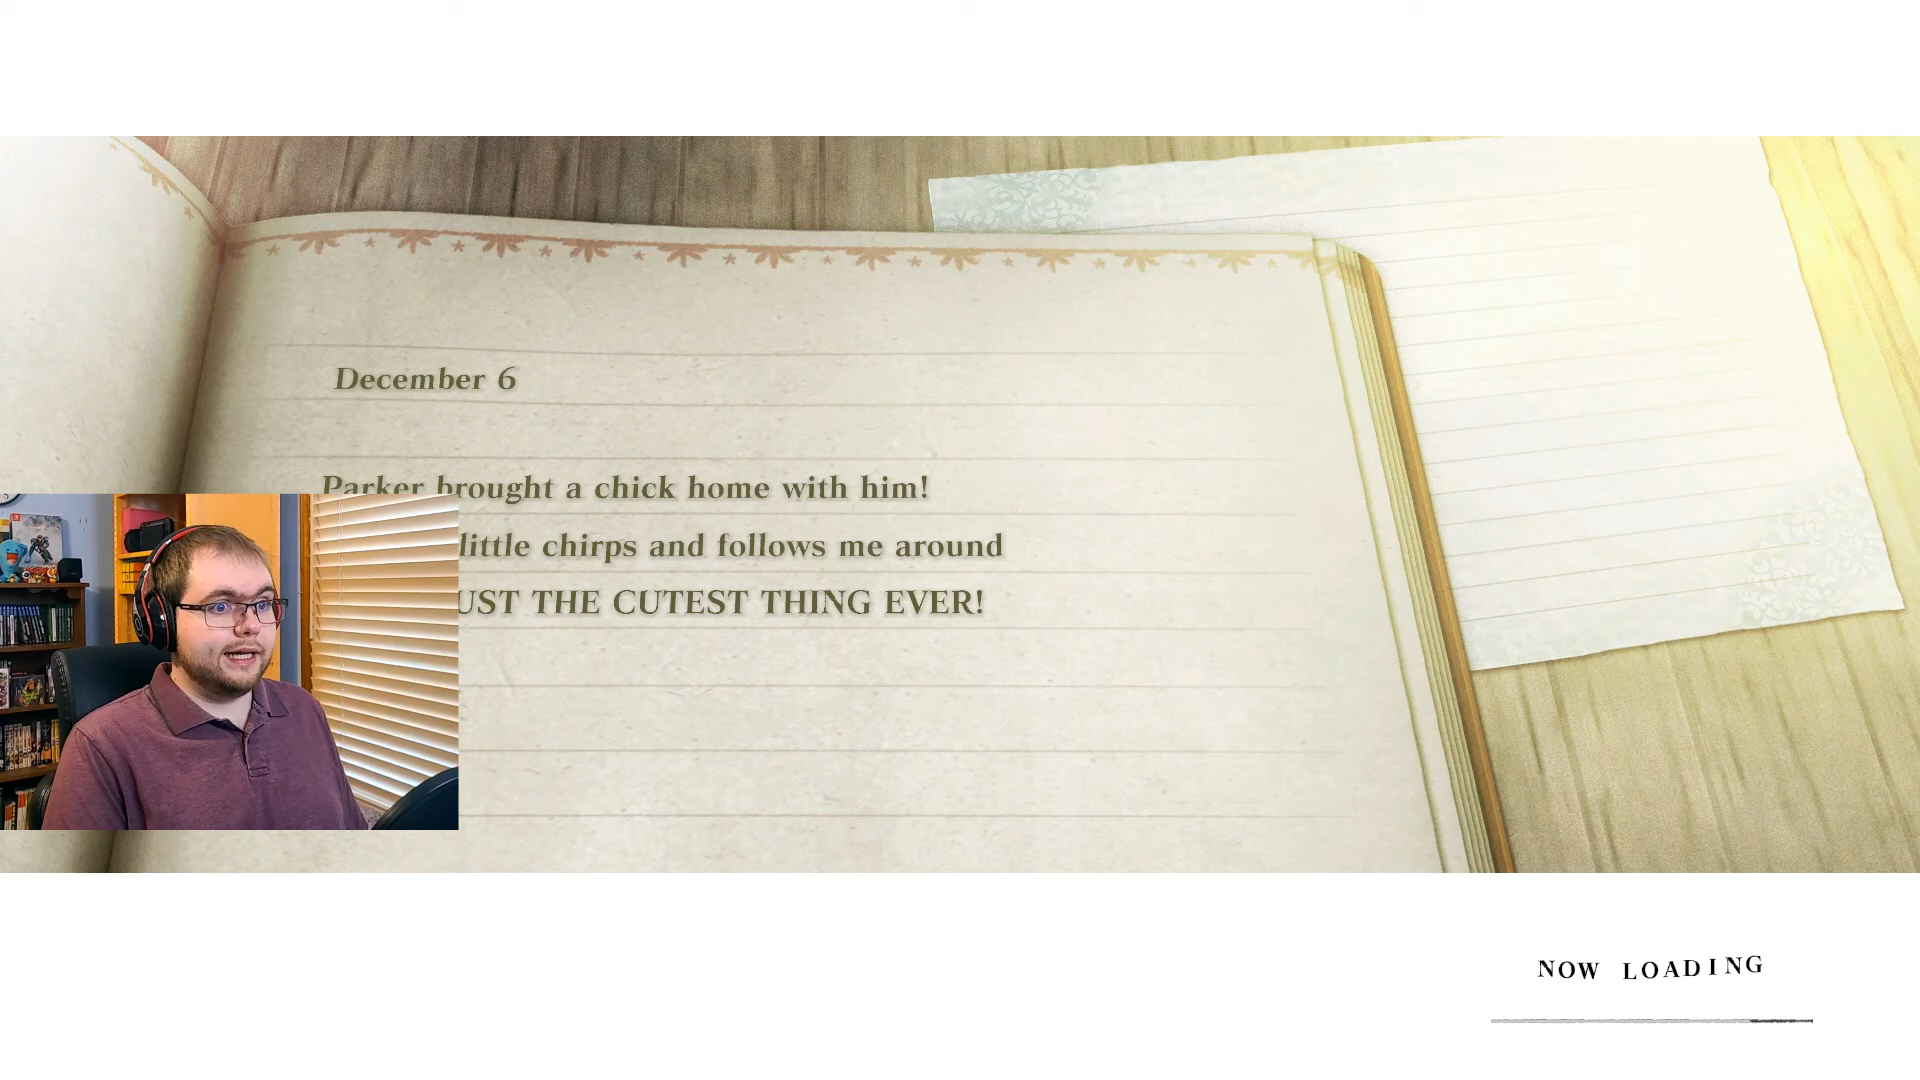 December 6
Parker brought a chick home with him!
little chirps and follows me around
UST THE CUTEST THING EVER!
NOW LOADING